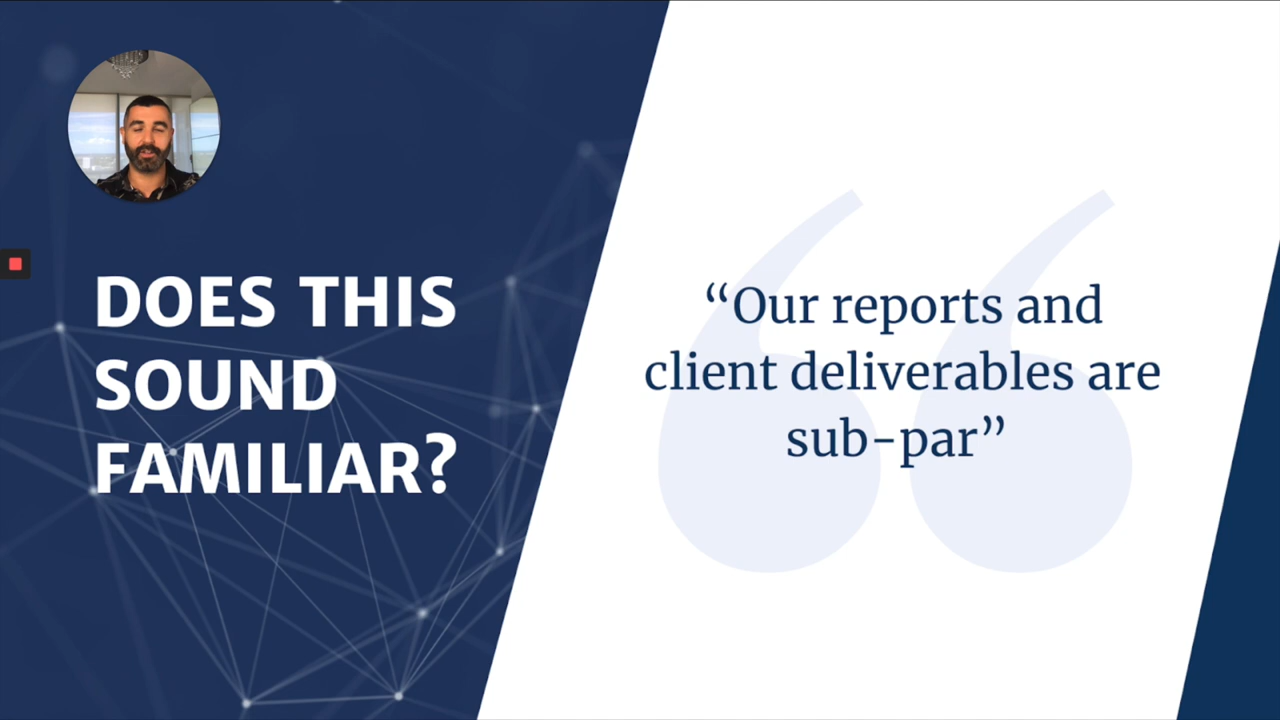 DOES THIS
SOUND
FAMILIAR?
“Our reports and
client deliverables are
sub-par”